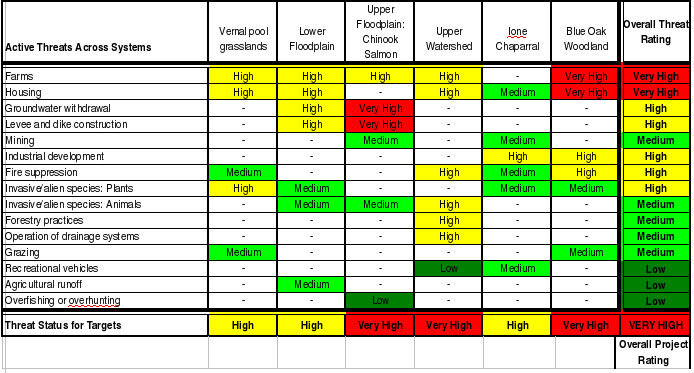 Active Threats Across Systems Vernal pool grasslands Lower Floodplain Upper Floodplain: Chinook Salmon Upper Watershed Ione Chaparral Blue Oak Woodland Overall Threat Rating
Farms High High High High - Very High Very High
Housing High High - High Medium Very High Very High
Groundwater withdrawal - High Very High - - - High
Levee and dike construction - High Very High - - - High
Mining - - Medium - Medium - Medium
Industrial development - - - - High High High
Fire suppression Medium - - High Medium High High
Invasive/alien species: Plants High Medium - - Medium Medium High
Invasive/alien species: Animals - Medium Medium High - - Medium
Forestry practices - - - High - - Medium
Operation of drainage systems - - - High - - Medium
Grazing Medium - - - - Medium Medium
Recreational vehicles - - - Low Medium - Low
Agricultural runoff - Medium - - - - Low
Overfishing or overhunting - - Low - - - Low
Threat Status for Targets High High Very High Very High High Very High VERY HIGH
Overall Project
Rating